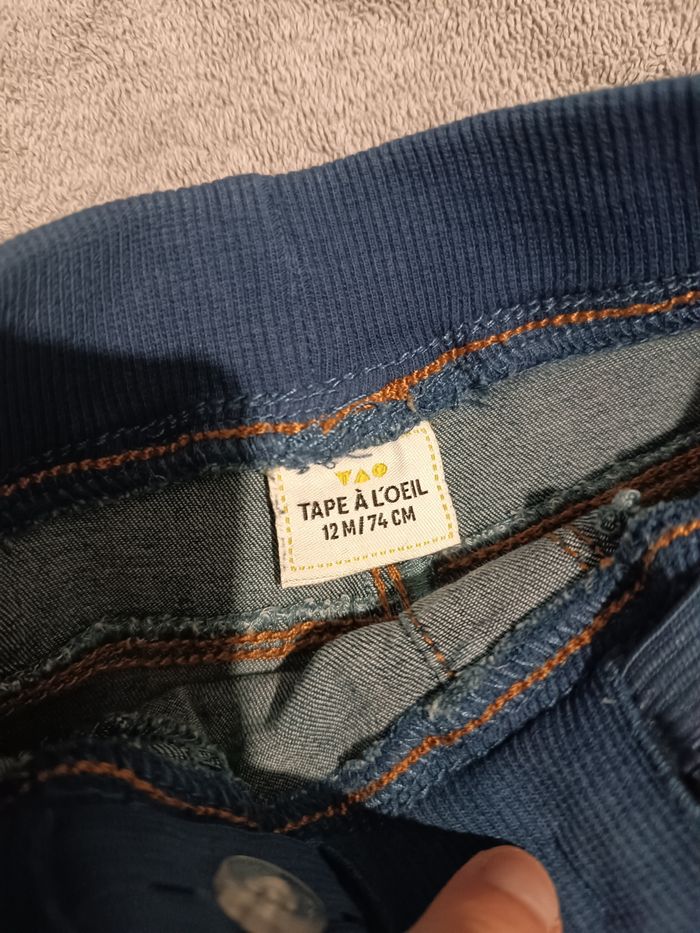 TAO
TAPE À L'OEIL
12 M/74 CM